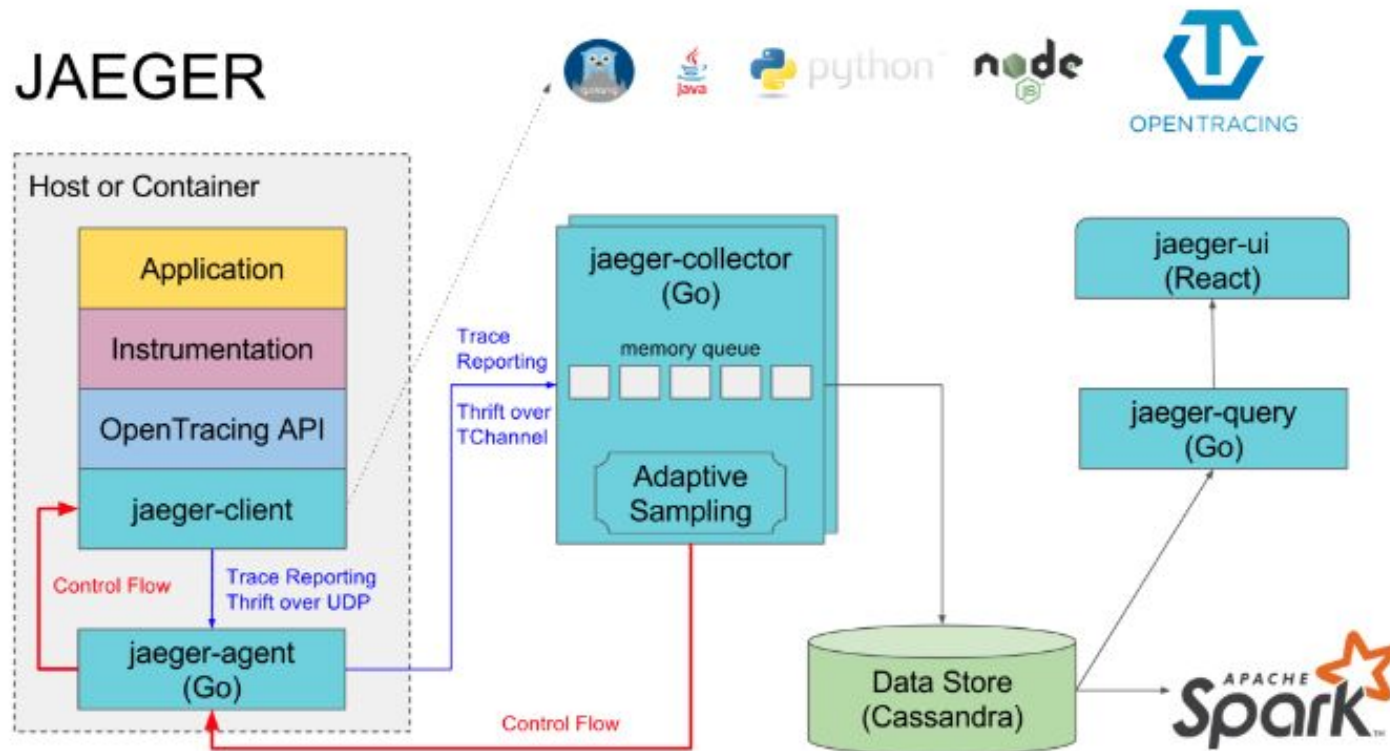 JAEGER
java
python
node
JS
OPENTRACING
Host or Container
Application
Instrumentation
OpenTracing API
jaeger-client
Control Flow
Trace Reporting
Thrift over UDP
jaeger-agent
(Go)
Trace
Reporting
Thrift over
TChannel
jaeger-collector
(Go)
memory queue
Adaptive
Sampling
Control Flow
Data Store
(Cassandra)
jaeger-ui
(React)
jaeger-query
(Go)
APACHE
Spark
TM